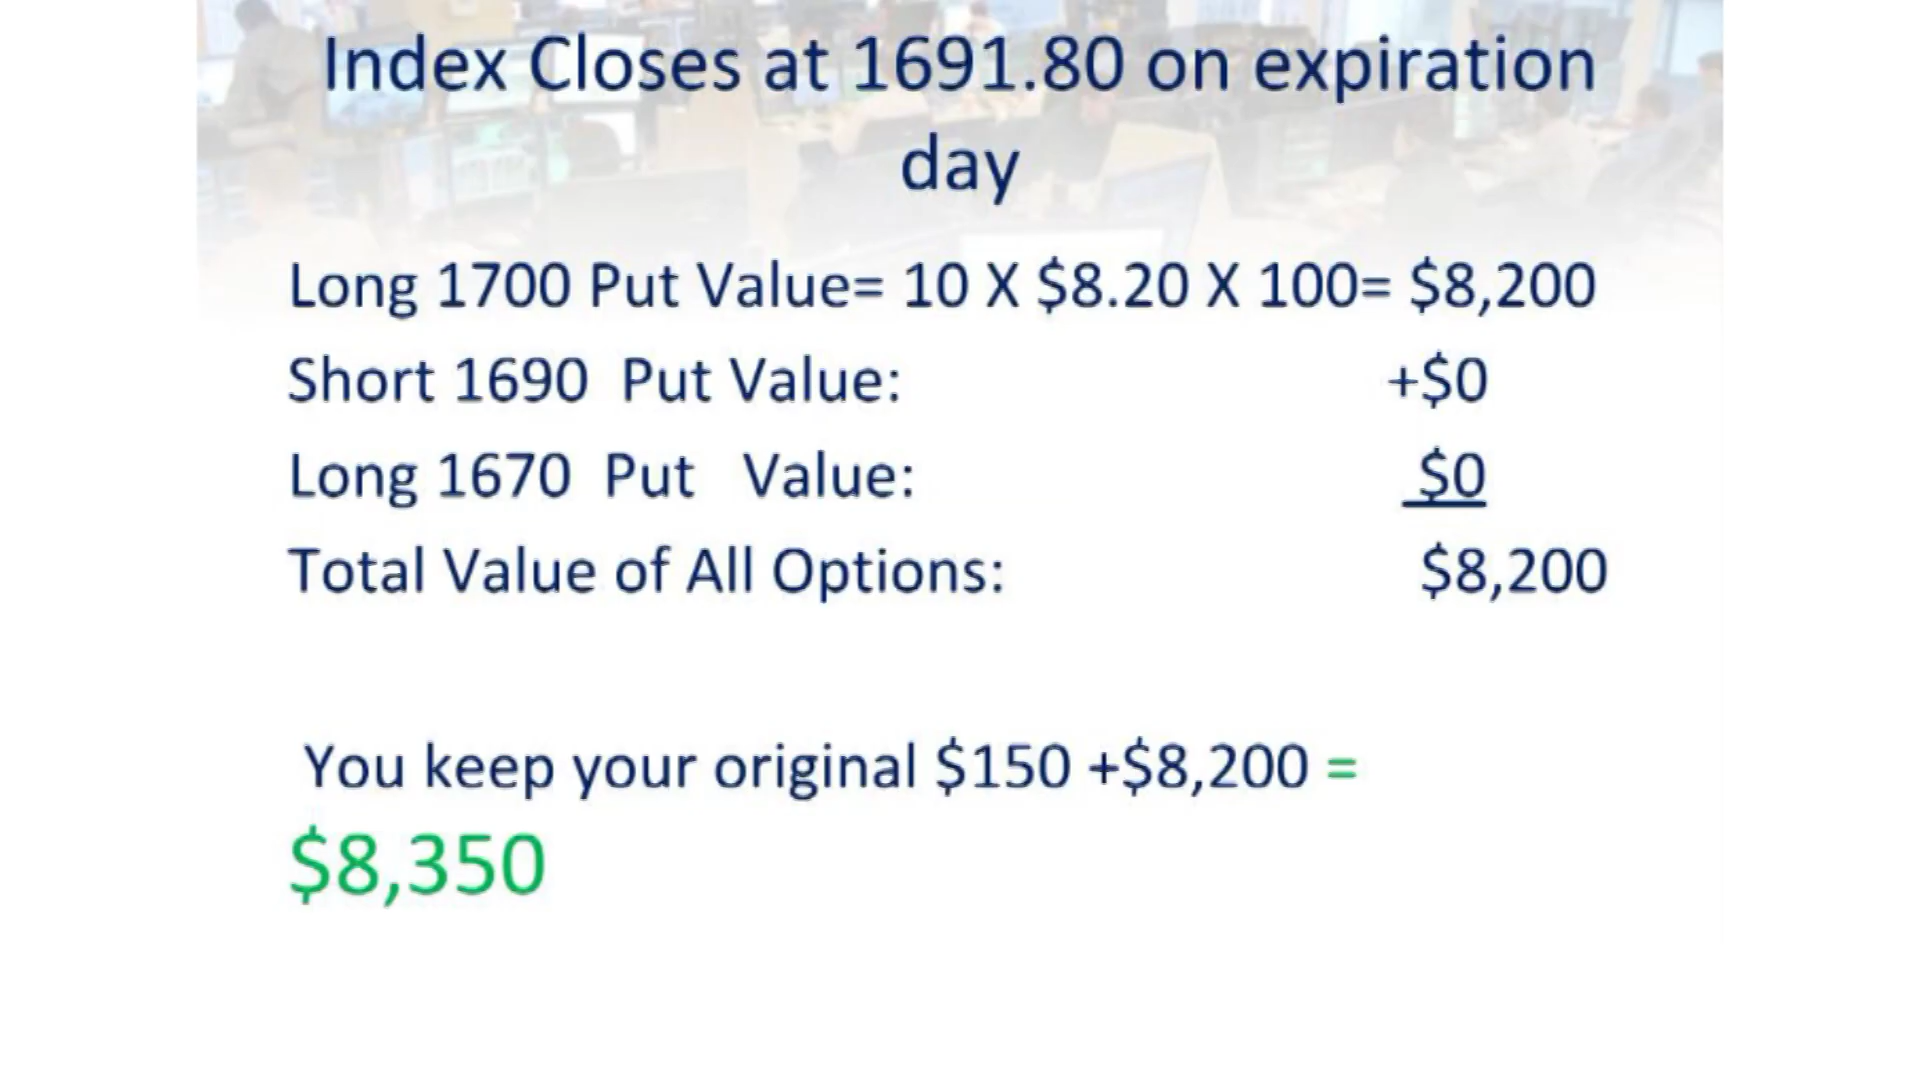 Index Closes at 1691.80 on expiration
day
Long 1700 Put Value= 10 X $8.20 X 100= $8,200
Short 1690  Put Value: +$0
Long 1670  Put   Value: $0
Total Value of All Options: $8,200
You keep your original $150 +$8,200 =
$8,350